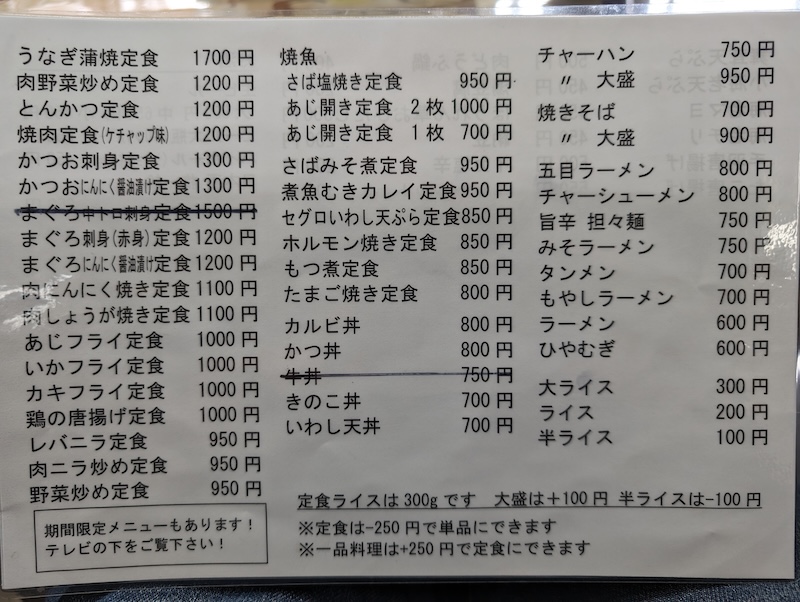 うなぎ蒲焼定食 1700円
肉野菜炒め定食 1200円
とんかつ定食 1200円
焼肉定食(ケチャップ味) 1200円
かつお刺身定食 1300円
かつおにんにく醤油漬け定食 1300円
まぐろ中トロ刺身定食 1500円
まぐろ刺身(赤身)定食 1200円
まぐろにんにく醤油漬け定食 1200円
肉にんにく焼き定食 1100円
肉しょうが焼き定食 1100円
あじフライ定食 1000円
いかフライ定食 1000円
カキフライ定食 1000円
鶏の唐揚げ定食 1000円
レバニラ定食 950円
肉ニラ炒め定食 950円
野菜炒め定食 950円
期間限定メニューもあります!
テレビの下をご覧下さい!
焼魚
さば塩焼き定食 950円
あじ開き定食 2枚 1000円
あじ開き定食 1枚 700円
さばみそ煮定食 950円
煮魚むきカレイ定食 950円
セグロいわし天ぷら定食 850円
ホルモン焼き定食 850円
もつ煮定食 850円
たまご焼き定食 800円
カルビ丼 800円
かつ丼 800円
牛丼 750円
きのこ丼 700円
いわし天丼 700円
チャーハン 750円
〃 大盛 950円
焼きそば 700円
〃 大盛 900円
五目ラーメン 800円
チャーシューメン 800円
旨辛 担々麺 750円
みそラーメン 750円
タンメン 700円
もやしラーメン 700円
ラーメン 600円
ひやむぎ 600円
大ライス 300円
ライス 200円
半ライス 100円
定食ライスは300gです 大盛は+100円 半ライスは-100円
※定食は-250円で単品にできます
※一品料理は+250円で定食にできます